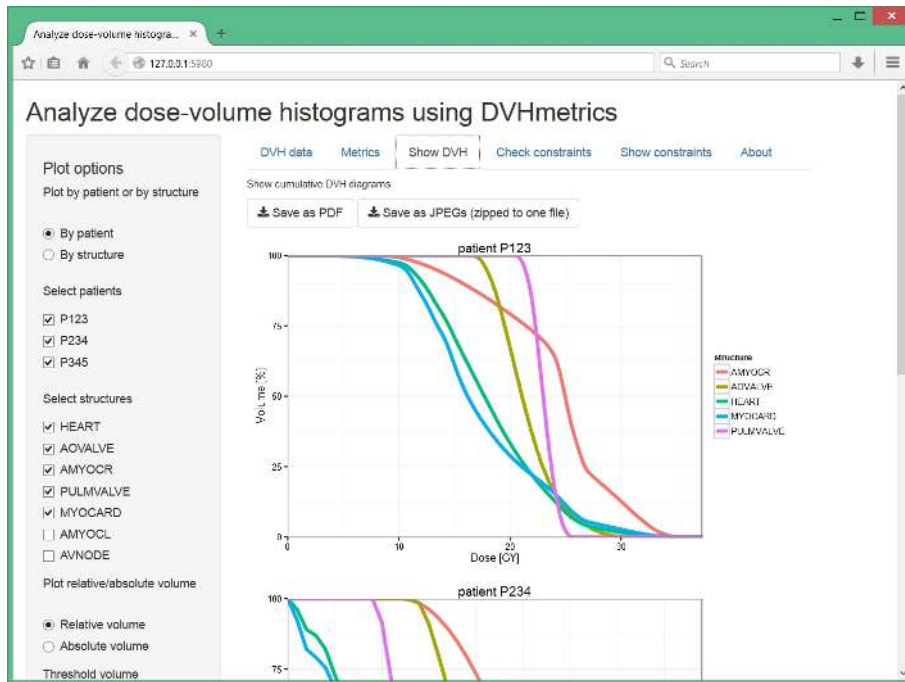 Analyze dose-volume histogra...
127.0.0.1:5960
Search
Analyze dose-volume histograms using DVHmetrics
Plot options
Plot by patient or by structure
By patient
By structure
Select patients
P123
P234
P345
Select structures
HEART
AOVALVE
AMYOCR
PULMVALVE
MYOCARD
AMYOCL
AVNODE
Plot relative/absolute volume
Relative volume
Absolute volume
Threshold volume
DVH data
Metrics
Show DVH
Check constraints
Show constraints
About
Show cumulative DVH diagrams
Save as PDF
Save as JPEGs (zipped to one file)
patient P123
100
75
50
25
0
Volume [%]
0
10
20
30
Dose [GY]
structure
AMYOCR
AOVALVE
HEART
MYOCARD
PULMVALVE
patient P234
100
75